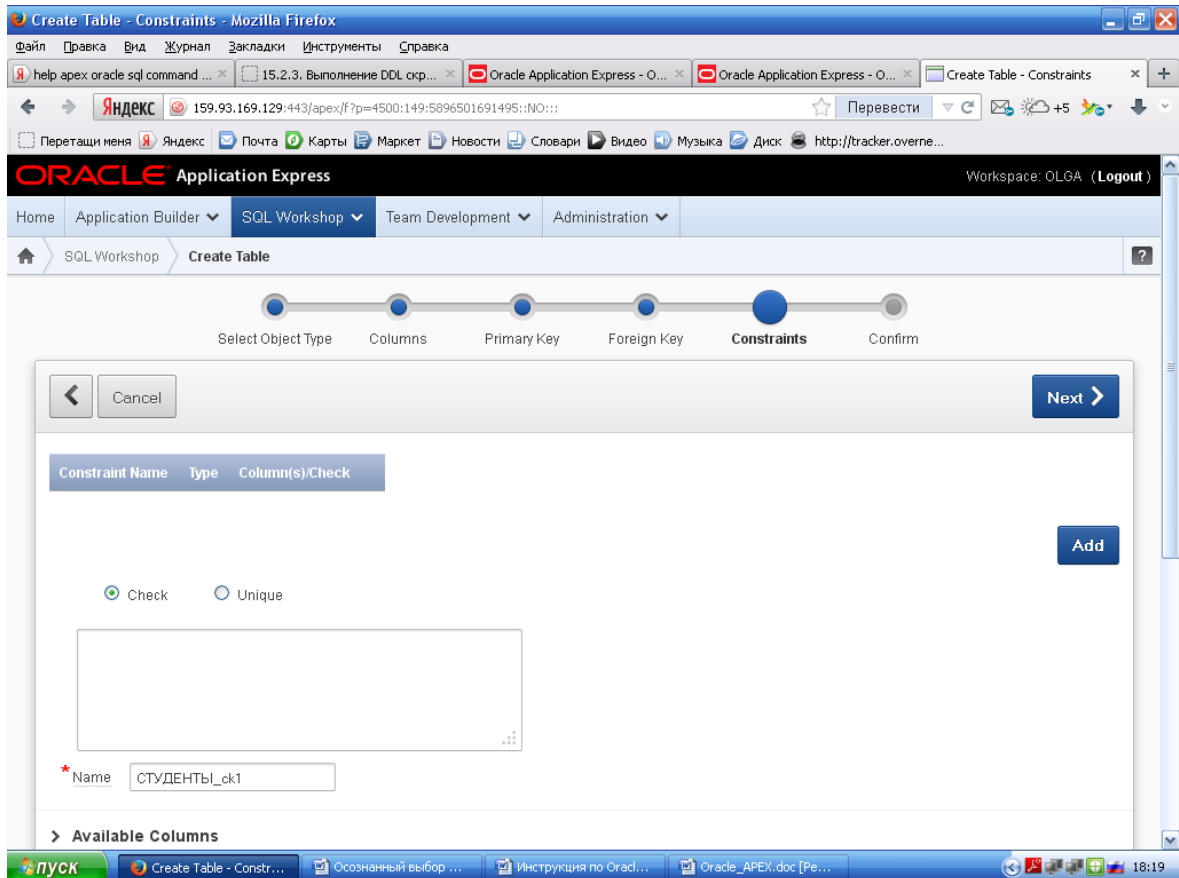 Create Table - Constraints - Mozilla Firefox
Файл Правка Вид Журнал Закладки Инструменты Справка
help apex oracle sql command ... 15.2.3. Выполнение DDL скр... Oracle Application Express - O... Oracle Application Express - O... Create Table - Constraints
Яндекс 159.93.169.129:443/apex/f?p=4500:149:5896501691495::NO::: Перевести +5
Перетащи меня Яндекс Почта Карты Маркет Новости Словари Видео Музыка Диск http://tracker.overne...
ORACLE Application Express Workspace: OLGA (Logout)
Home Application Builder SQL Workshop Team Development Administration
SQL Workshop Create Table ?
Select Object Type Columns Primary Key Foreign Key Constraints Confirm
Cancel Next
Constraint Name Type Column(s)/Check
Add
Check Unique
* Name СТУДЕНТЫ_ck1
Available Columns
пуск Create Table - Constr... Осознанный выбор ... Инструкция по Oracl... Oracle_APEX.doc [Ре... 18:19